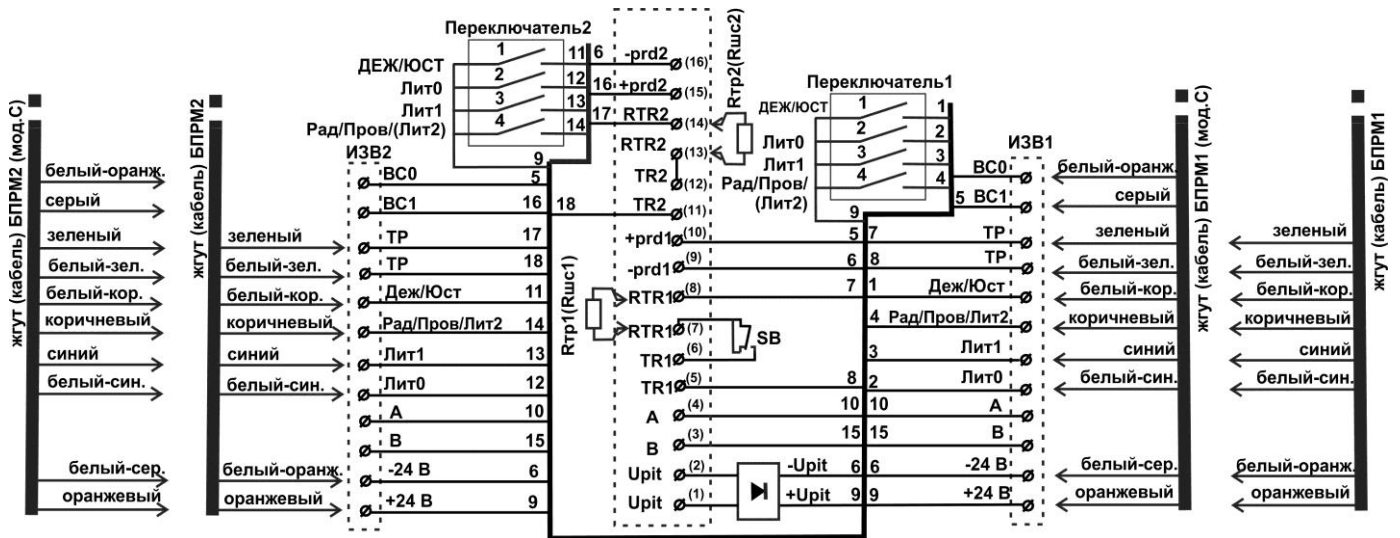 жгут (кабель) БПРМ2 (мод.С)
белый-оранж.
серый
зеленый
белый-зел.
белый-кор.
коричневый
синий
белый-син.
белый-сер.
оранжевый
жгут (кабель) БПРМ2
зеленый
белый-зел.
белый-кор.
коричневый
синий
белый-син.
белый-оранж.
оранжевый
Переключатель2
ДЕЖ/ЮСТ 1 11 6
Лит0 2 12 16
Лит1 3 13 17
Рад/Пров/(Лит2) 4 14
9
ИЗВ2
ВС0 5
ВС1 16 18
ТР 17
ТР 18
Деж/Юст 11
Рад/Пров/Лит2 14
Лит1 13
Лит0 12
А 10
В 15
-24 В 6
+24 В 9
-prd2 (16)
+prd2 (15)
RTR2 (14)
RTR2 (13)
TR2 (12)
TR2 (11)
+prd1 (10)
-prd1 (9)
RTR1 (8)
RTR1 (7)
TR1 (6)
TR1 (5)
A (4)
B (3)
Upit (2)
Upit (1)
Rтр2(Rшс2)
Rтр1(Rшс1)
SB
-Upit 6
+Upit 9
Переключатель1
ДЕЖ/ЮСТ 1 1
Лит0 2 2
Лит1 3 3
Рад/Пров/ 4 4
(Лит2)
9
ИЗВ1
ВС0
5 ВС1
5 7 ТР
6 8 ТР
7 1 Деж/Юст
4 Рад/Пров/Лит2
3 Лит1
8 2 Лит0
10 10 А
15 15 В
6 -24 В
9 +24 В
белый-оранж.
серый
зеленый
белый-зел.
белый-кор.
коричневый
синий
белый-син.
белый-сер.
оранжевый
жгут (кабель) БПРМ1 (мод.С)
зеленый
белый-зел.
белый-кор.
коричневый
синий
белый-син.
белый-оранж.
оранжевый
жгут (кабель) БПРМ1